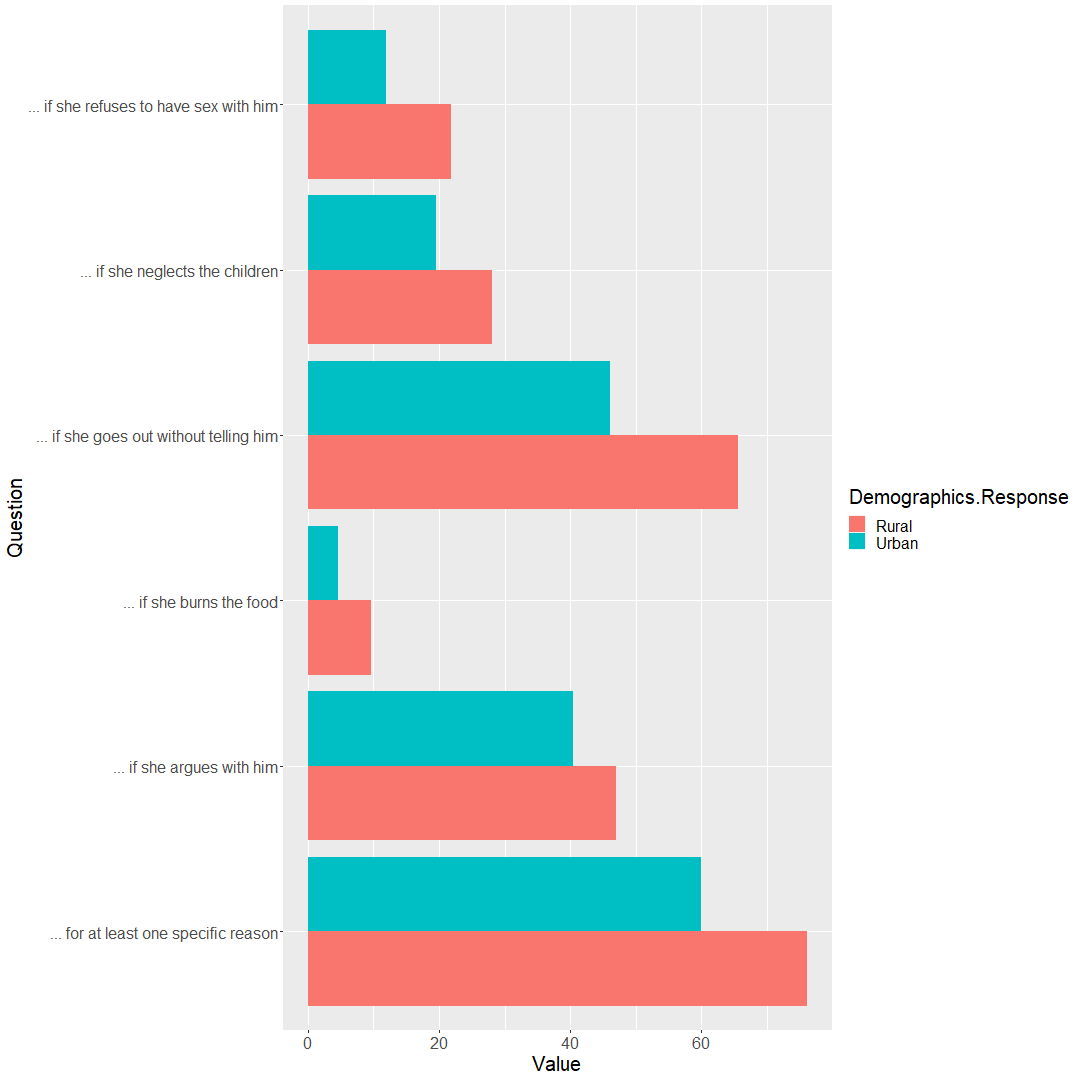 ... if she refuses to have sex with him
... if she neglects the children
... if she goes out without telling him
... if she burns the food
... if she argues with him
... for at least one specific reason
Question
0 20 40 60
Value
Demographics.Response
Rural
Urban